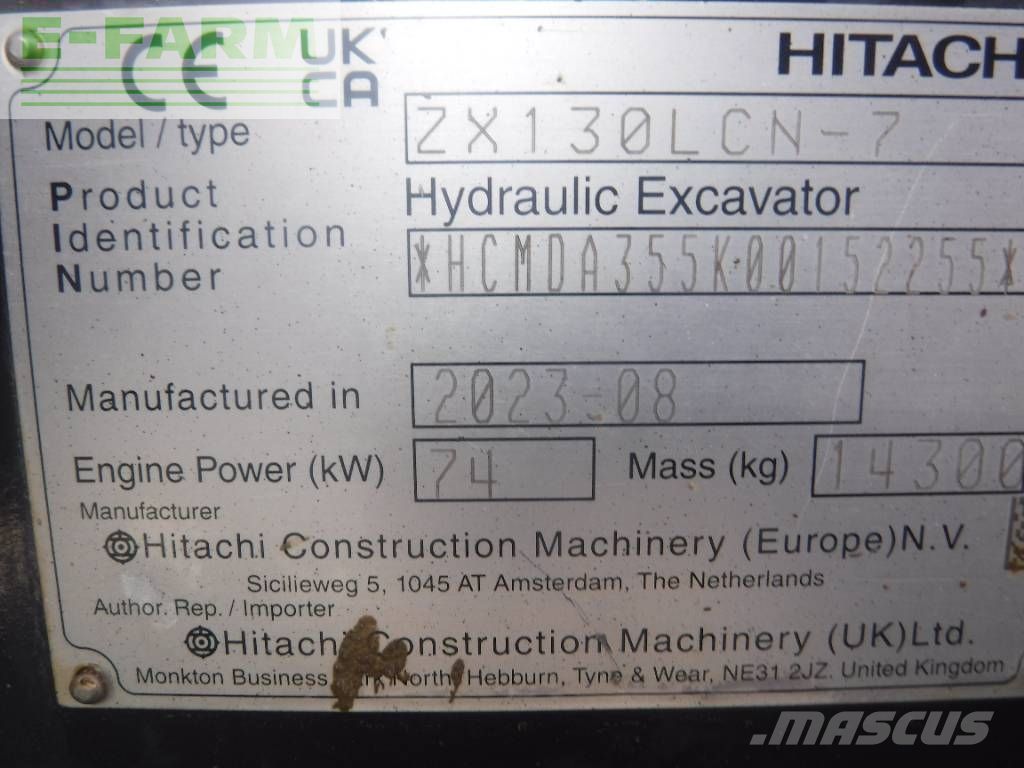 E-FARM
CE UK HITACH
CA
Model / type ZX130LCN-7
Product Hydraulic Excavator
Identification
Number *HCMDA355K00152255*
Manufactured in 2023-08
Engine Power (kW) 74 Mass (kg) 14300
Manufacturer
Hitachi Construction Machinery (Europe)N.V.
Sicilieweg 5, 1045 AT Amsterdam, The Netherlands
Author. Rep. / Importer
Hitachi Construction Machinery (UK)Ltd.
Monkton Business North, Hebburn, Tyne & Wear, NE31 2JZ. United Kingdom
MASCUS